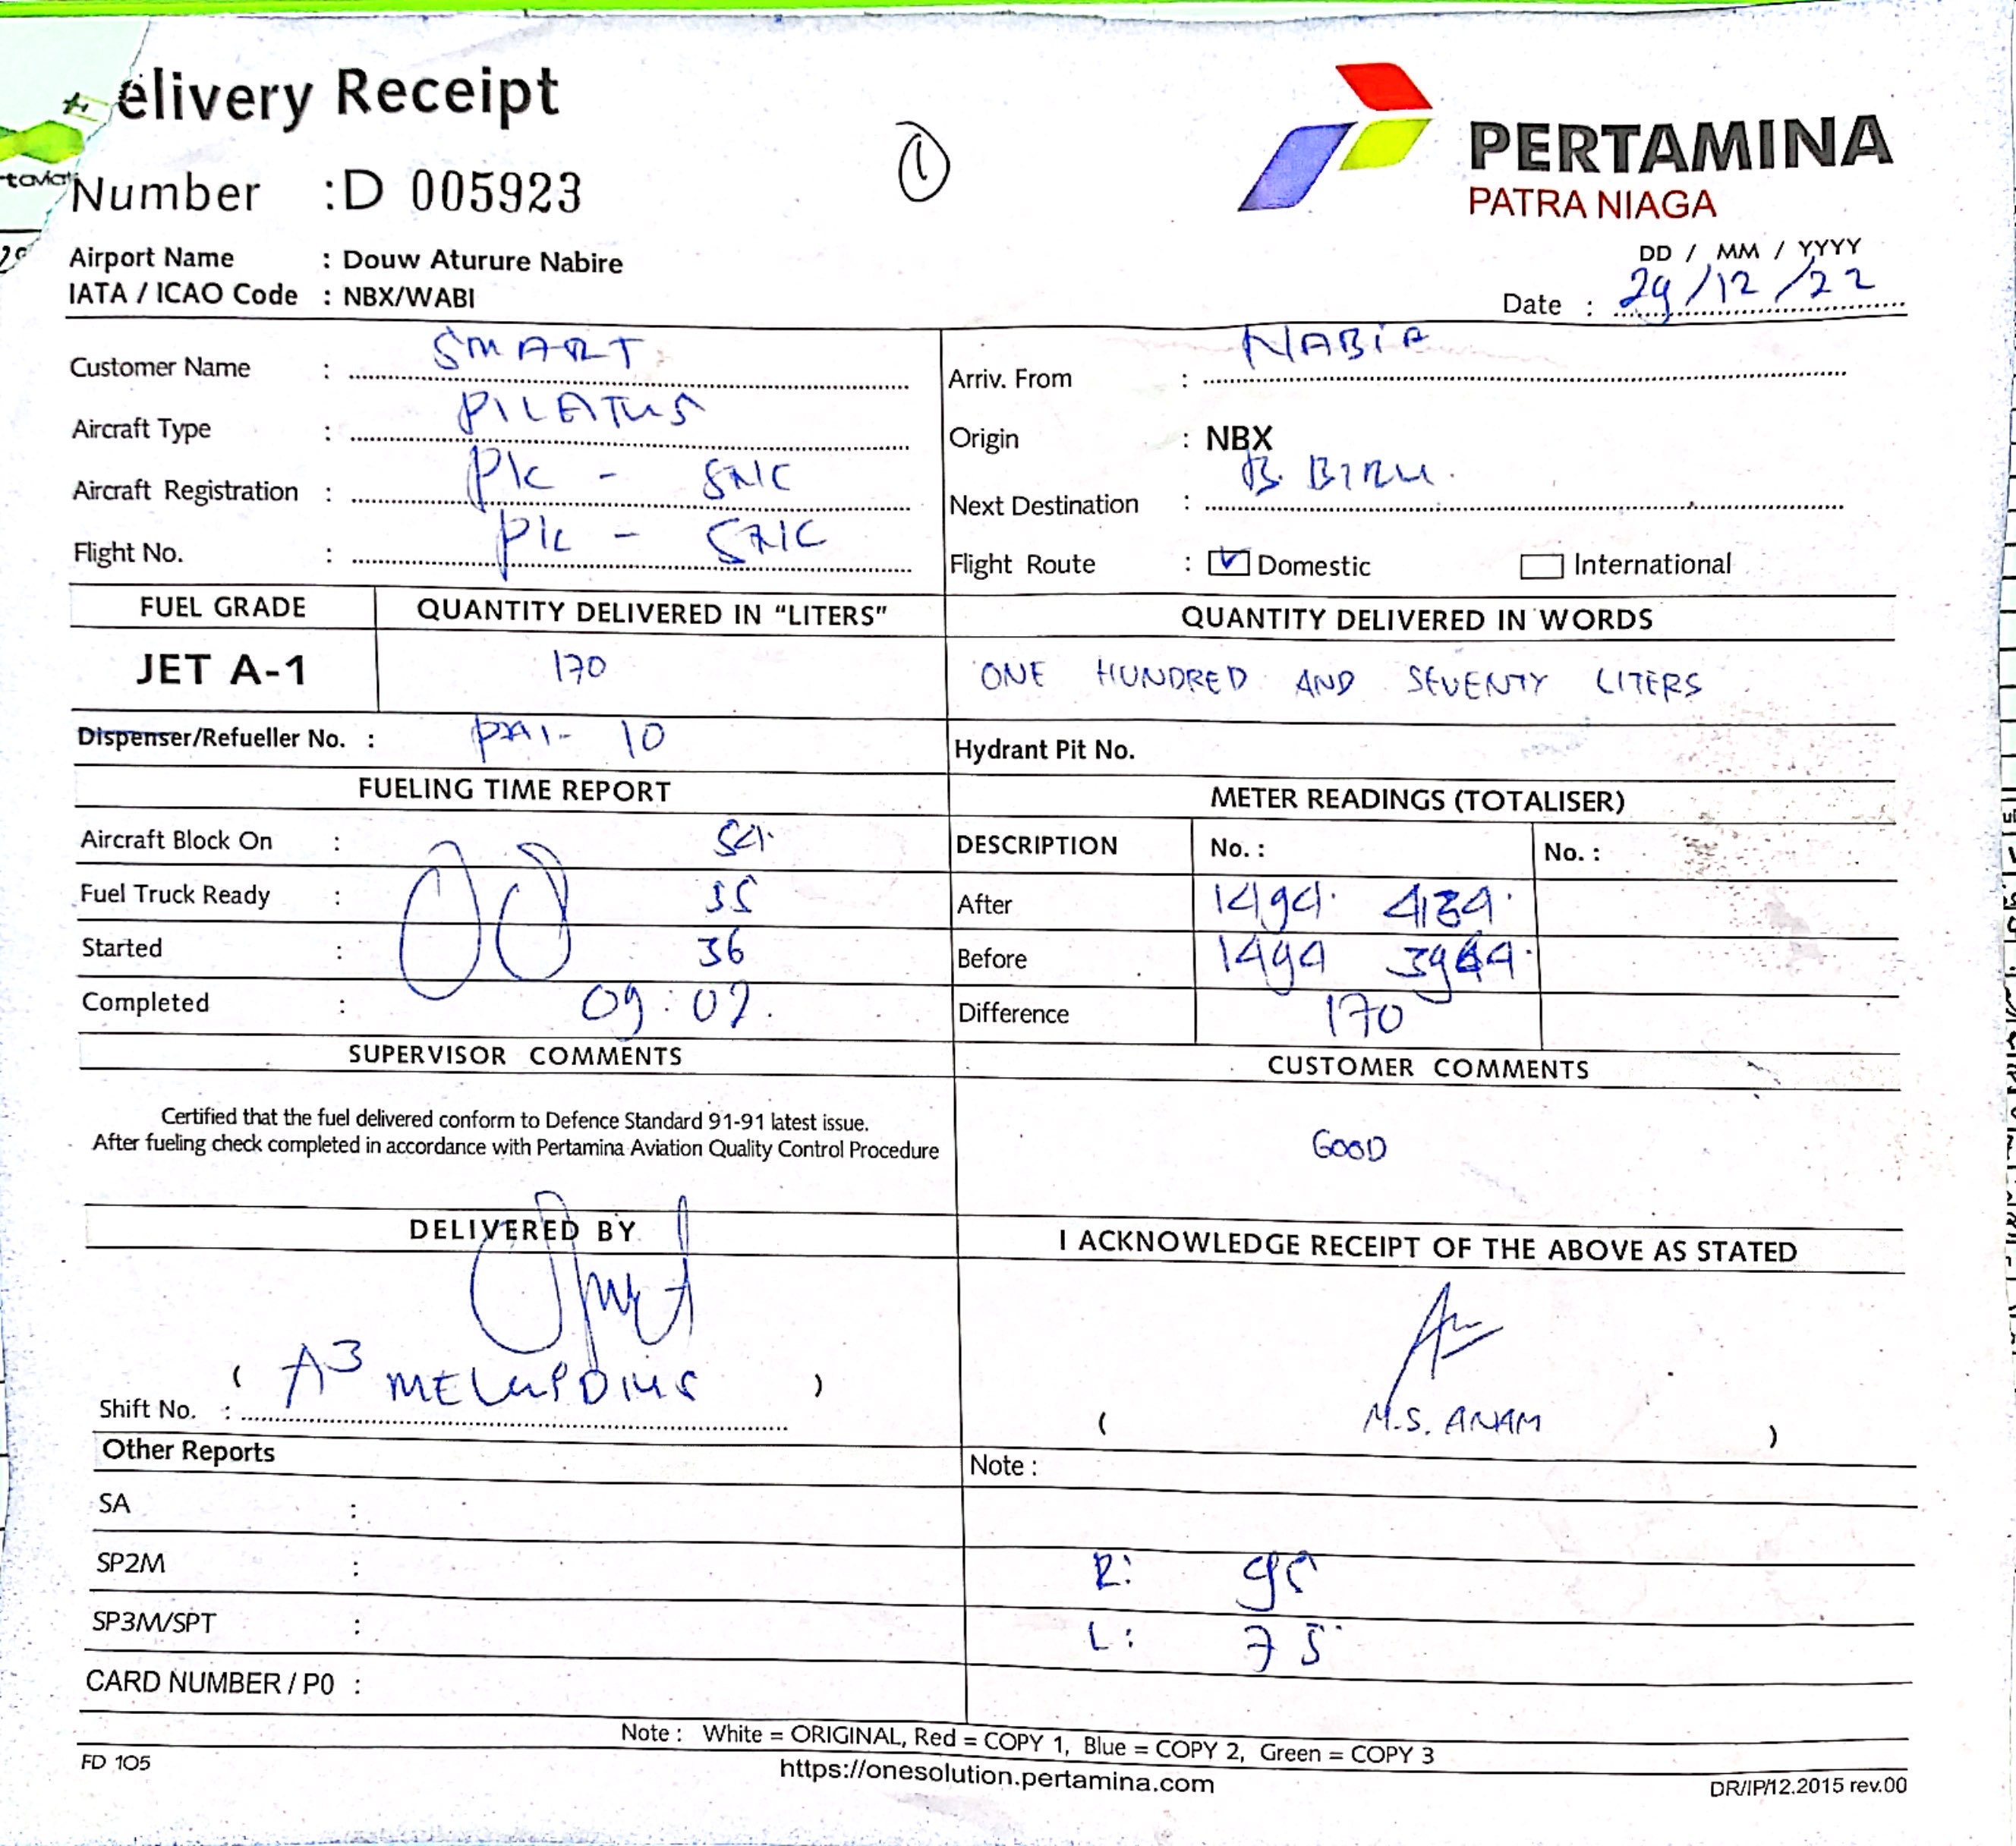 elivery Receipt
Number : D 005923
①
PERTAMINA
PATRA NIAGA
Airport Name : Douw Aturure Nabire
IATA / ICAO Code : NBX/WABI
DD / MM / YYYY
Date : 29/12/22
Customer Name : SMART
Arriv. From :
Aircraft Type : PILATUS
Origin : NBX
Aircraft Registration : PK -
Next Destination : B. BIRU.
Flight No. : PK -
Flight Route : Domestic International
FUEL GRADE QUANTITY DELIVERED IN “LITERS” QUANTITY DELIVERED IN WORDS
JET A-1 170 ONE HUNDRED AND SEVENTY LITERS
Dispenser/Refueller No. : 10
Hydrant Pit No.
FUELING TIME REPORT
METER READINGS (TOTALISER)
Aircraft Block On :
DESCRIPTION No. : No. :
Fuel Truck Ready : 35
After 1494. 4134.
Started : 36
Before 1494
Completed : 09:07.
Difference 170
SUPERVISOR COMMENTS
CUSTOMER COMMENTS
Certified that the fuel delivered conform to Defence Standard 91-91 latest issue.
After fueling check completed in accordance with Pertamina Aviation Quality Control Procedure
GOOD
DELIVERED BY
I ACKNOWLEDGE RECEIPT OF THE ABOVE AS STATED
Shift No. : ( A3 )
( M.S. ANAM )
Other Reports
Note :
SA :
SP2M :
R: 95
SP3M/SPT :
L: 75
CARD NUMBER / P0 :
Note : White = ORIGINAL, Red = COPY 1, Blue = COPY 2, Green = COPY 3
FD 105
https://onesolution.pertamina.com
DR/IP/12.2015 rev.00